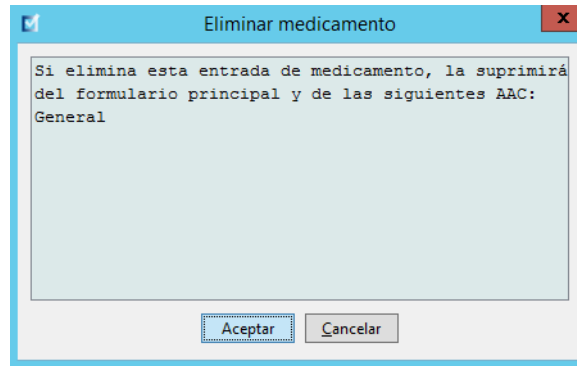 Eliminar medicamento
Si elimina esta entrada de medicamento, la suprimirá
del formulario principal y de las siguientes AAC:
General
Aceptar
Cancelar